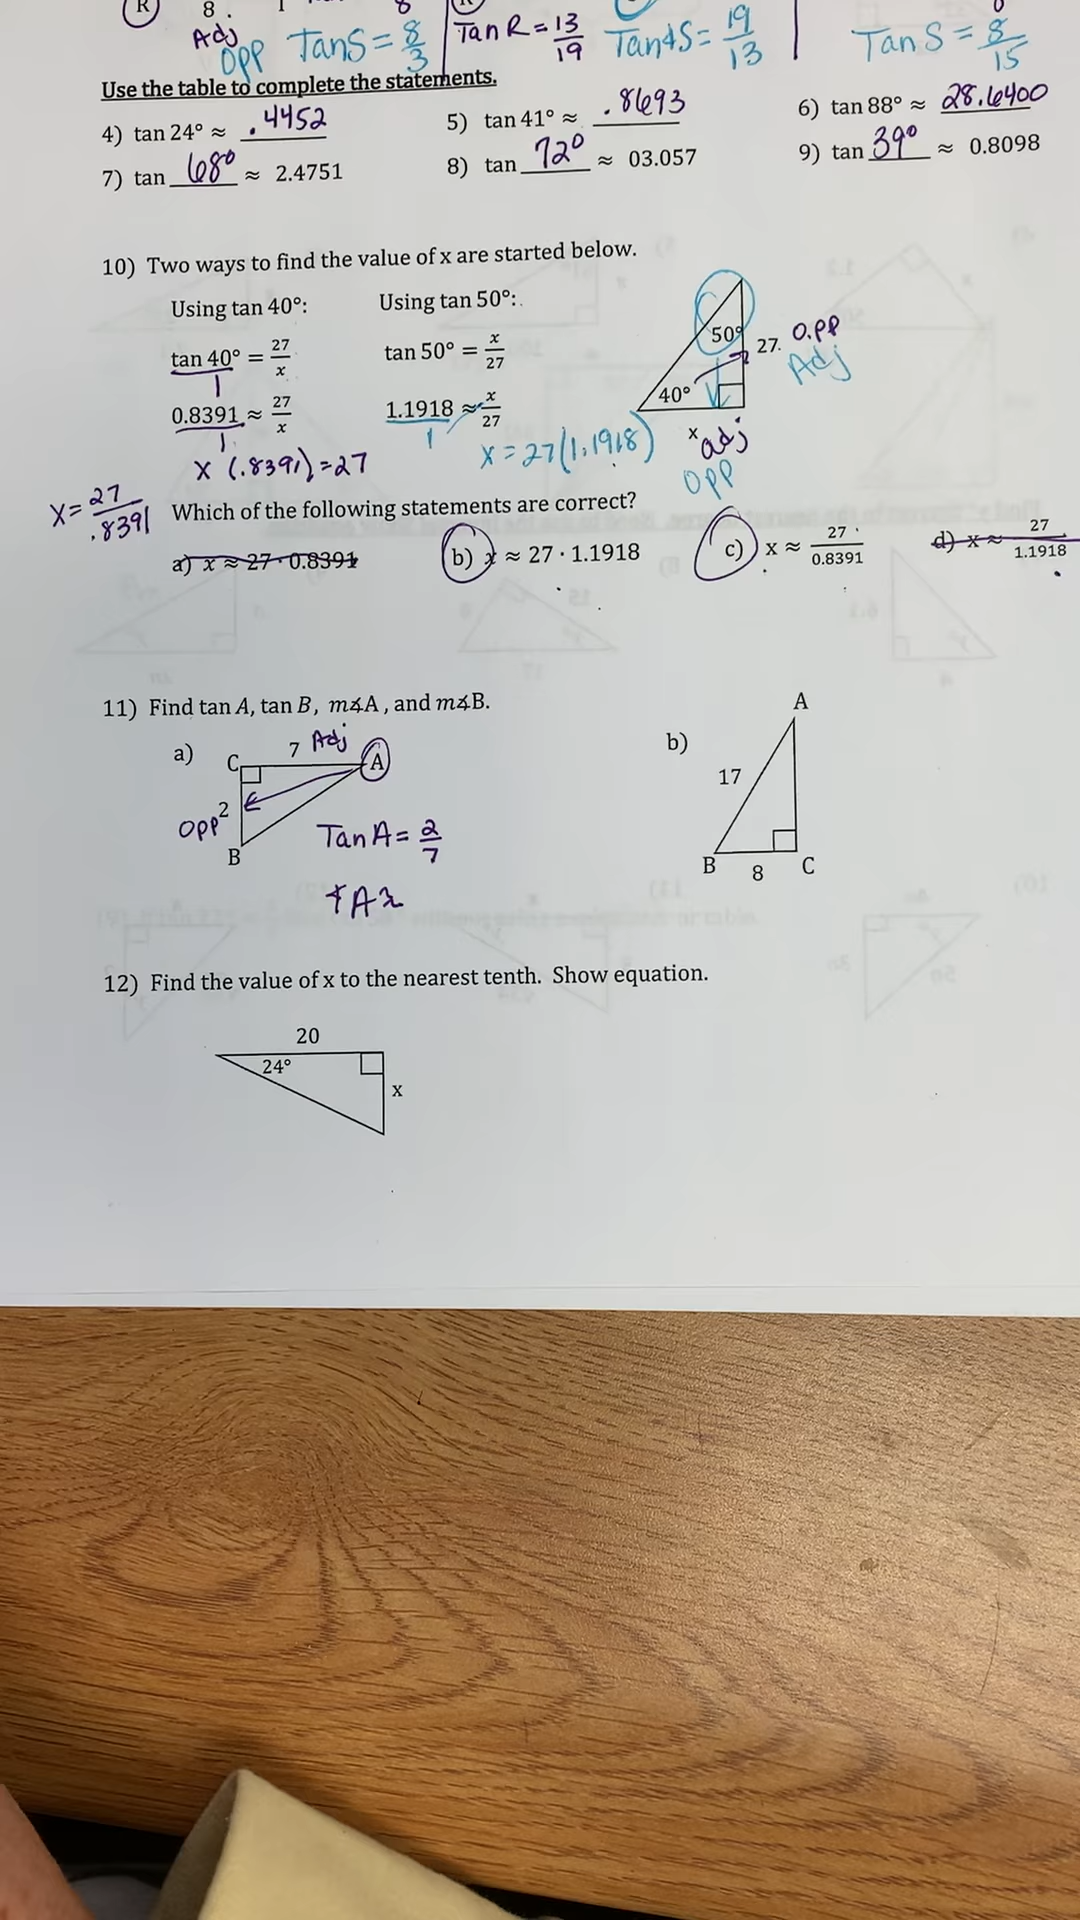 R 8. 1
Adj
Opp Tan S = 8/3
Tan R = 13/19 Tan S = 19/13
Tan S = 8/15
Use the table to complete the statements.
4) tan 24° ≈ .4452 5) tan 41° ≈ .8693 6) tan 88° ≈ 28.6400
7) tan 68° ≈ 2.4751 8) tan 72° ≈ 03.057 9) tan 39° ≈ 0.8098
10) Two ways to find the value of x are started below.
Using tan 40°: Using tan 50°:
tan 40° = 27/x tan 50° = x/27
1
0.8391 ≈ 27/x 1.1918 ≈ x/27
1 1
x (.8391) = 27 x = 27(1.1918)
50° 27. Opp
Adj
40°
x adj
Opp
x = 27/.8391 Which of the following statements are correct?
a) x ≈ 27 · 0.8391 b) x ≈ 27 · 1.1918 c) x ≈ 27/0.8391 d) x ≈ 27/1.1918
11) Find tan A, tan B, m∡A, and m∡B.
a) C 7 Adj A
Opp 2
B
Tan A = 2/7
∡A≈
b) A
17
B 8 C
12) Find the value of x to the nearest tenth. Show equation.
20
24°
x